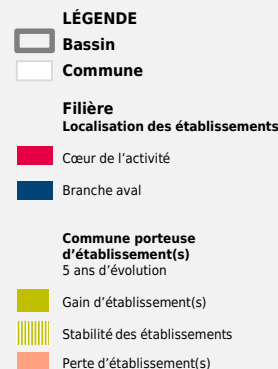 LÉGENDE
Bassin
Commune
Filière
Localisation des établissements
Cœur de l'activité
Branche aval
Commune porteuse
d'établissement(s)
5 ans d'évolution
Gain d'établissement(s)
Stabilité des établissements
Perte d'établissement(s)